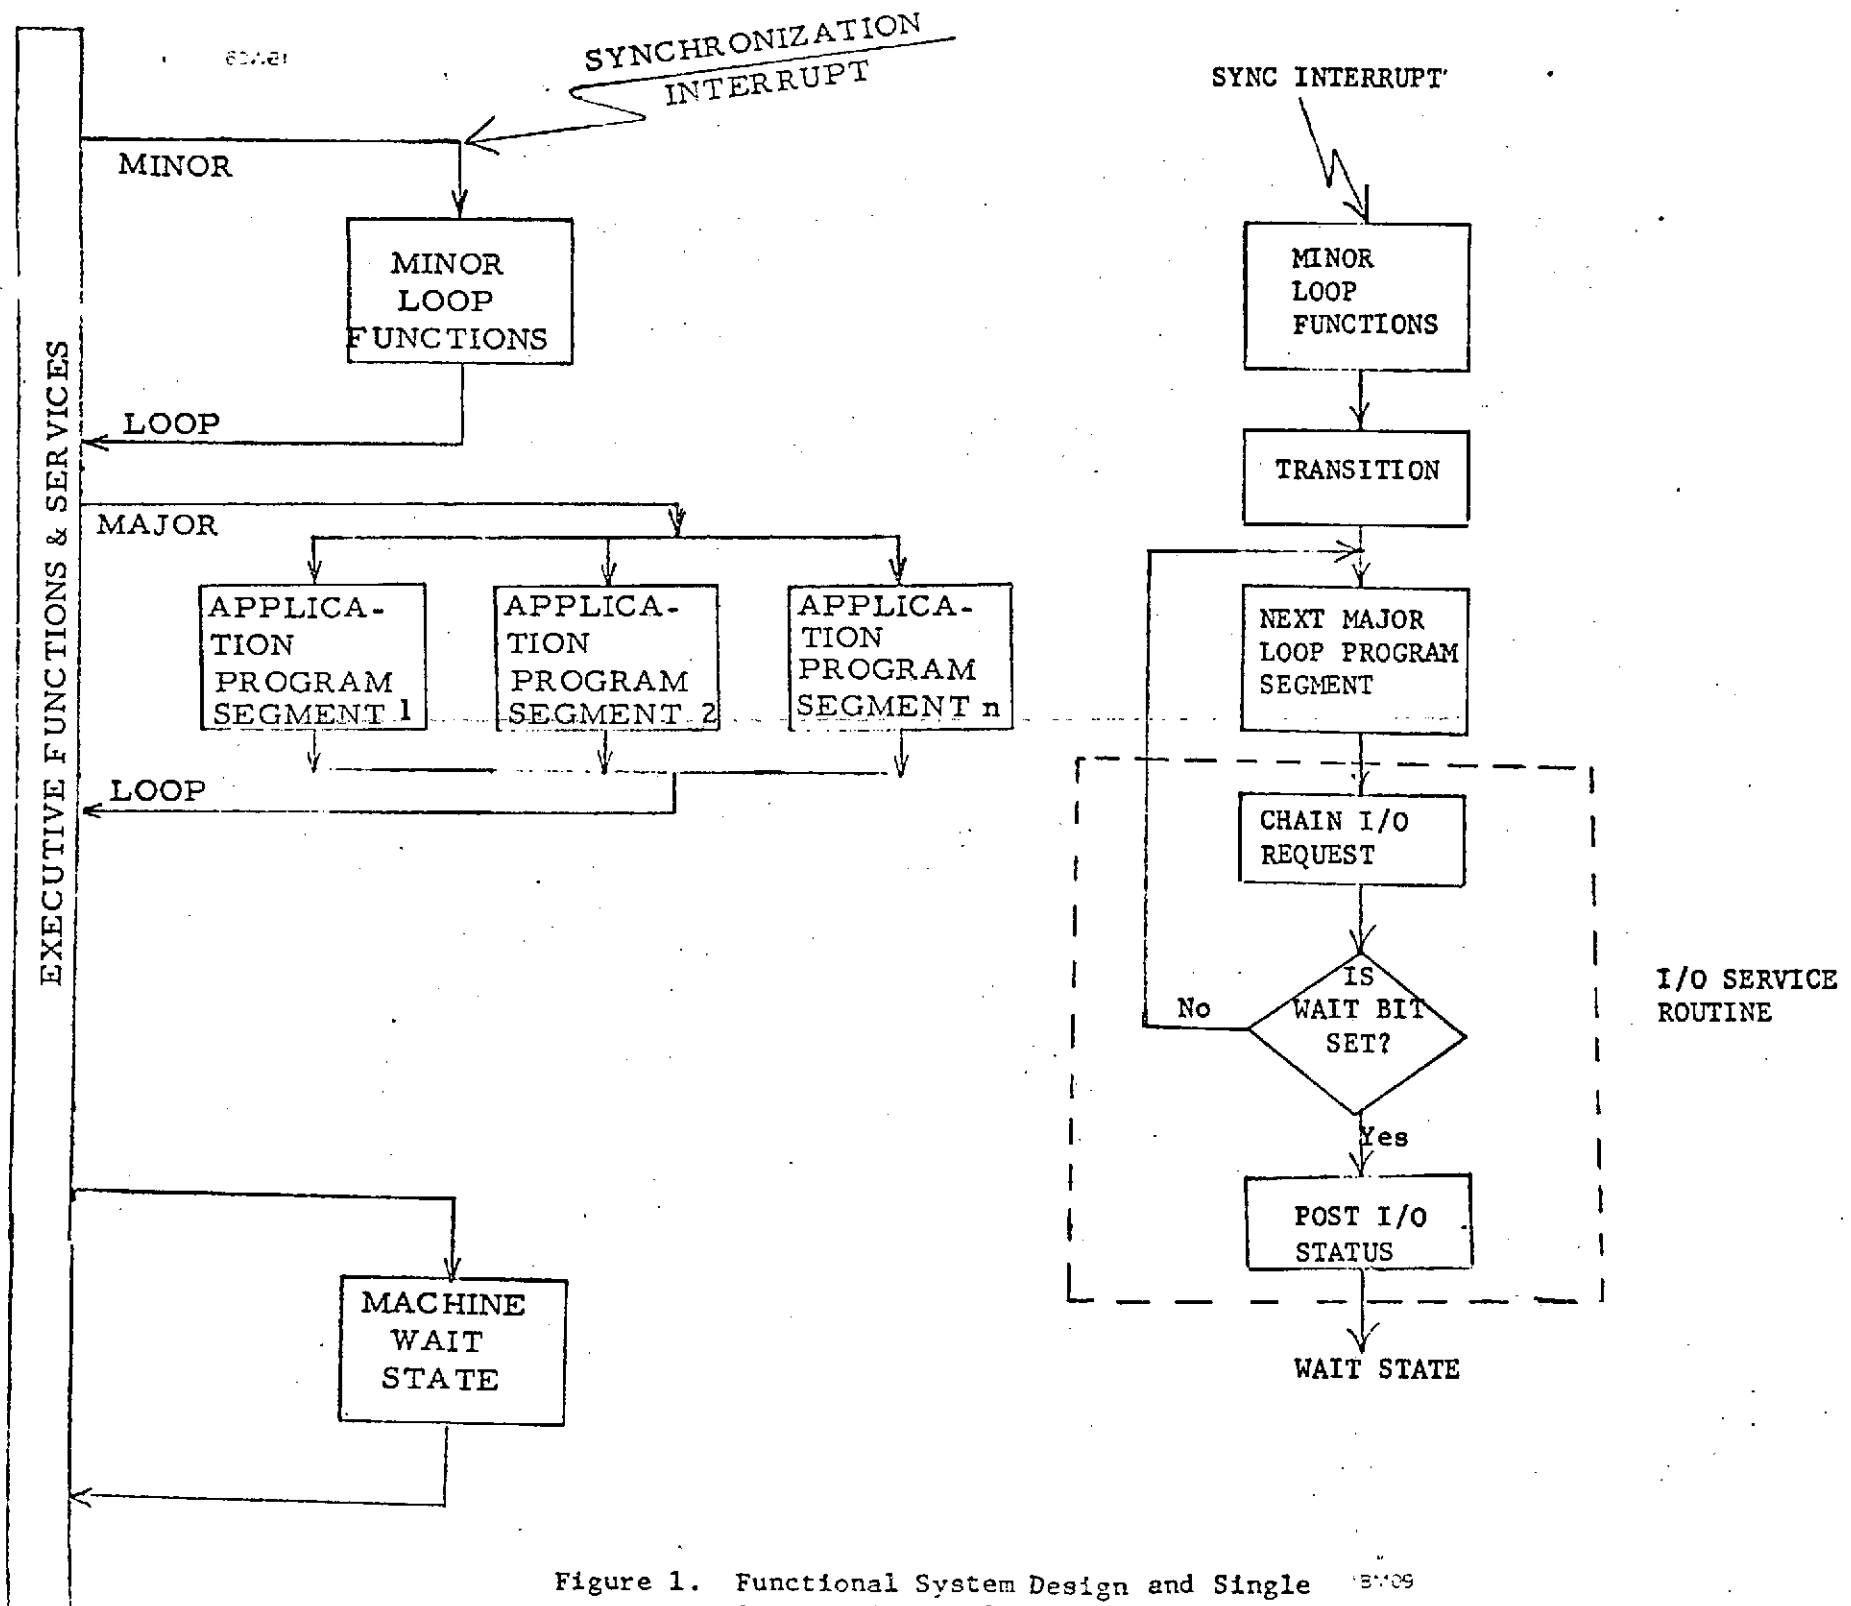 SYNCHRONIZATION
INTERRUPT
MINOR
MINOR
LOOP
FUNCTIONS
LOOP
EXECUTIVE FUNCTIONS & SERVICES
MAJOR
APPLICA-
TION
PROGRAM
SEGMENT 1
APPLICA-
TION
PROGRAM
SEGMENT 2
APPLICA-
TION
PROGRAM
SEGMENT n
LOOP
MACHINE
WAIT
STATE
SYNC INTERRUPT
MINOR
LOOP
FUNCTIONS
TRANSITION
NEXT MAJOR
LOOP PROGRAM
SEGMENT
CHAIN I/O
REQUEST
IS
WAIT BIT
SET?
No
Yes
POST I/O
STATUS
I/O SERVICE
ROUTINE
WAIT STATE
Figure 1. Functional System Design and Single